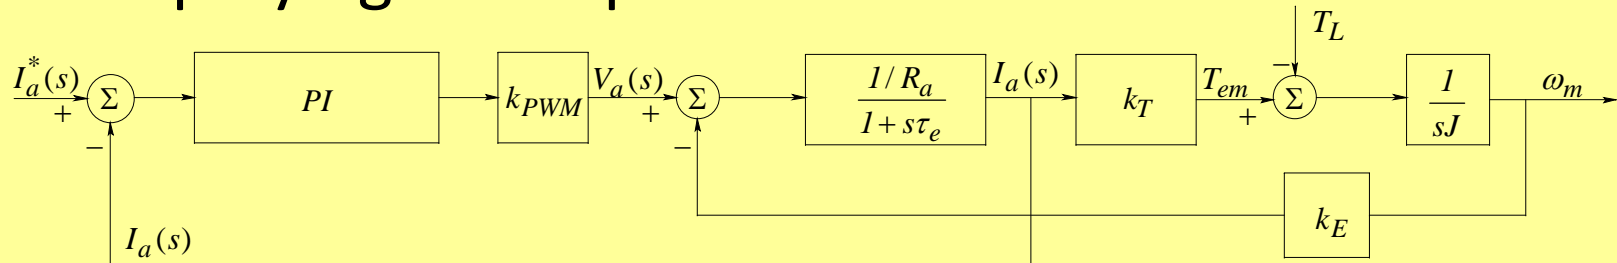 I_a^*(s)
+
−
Σ
PI
k_PWM
V_a(s)
+
−
Σ
1/R_a
1+sτ_e
I_a(s)
k_T
T_em
+
−
T_L
Σ
1
sJ
ω_m
k_E
I_a(s)